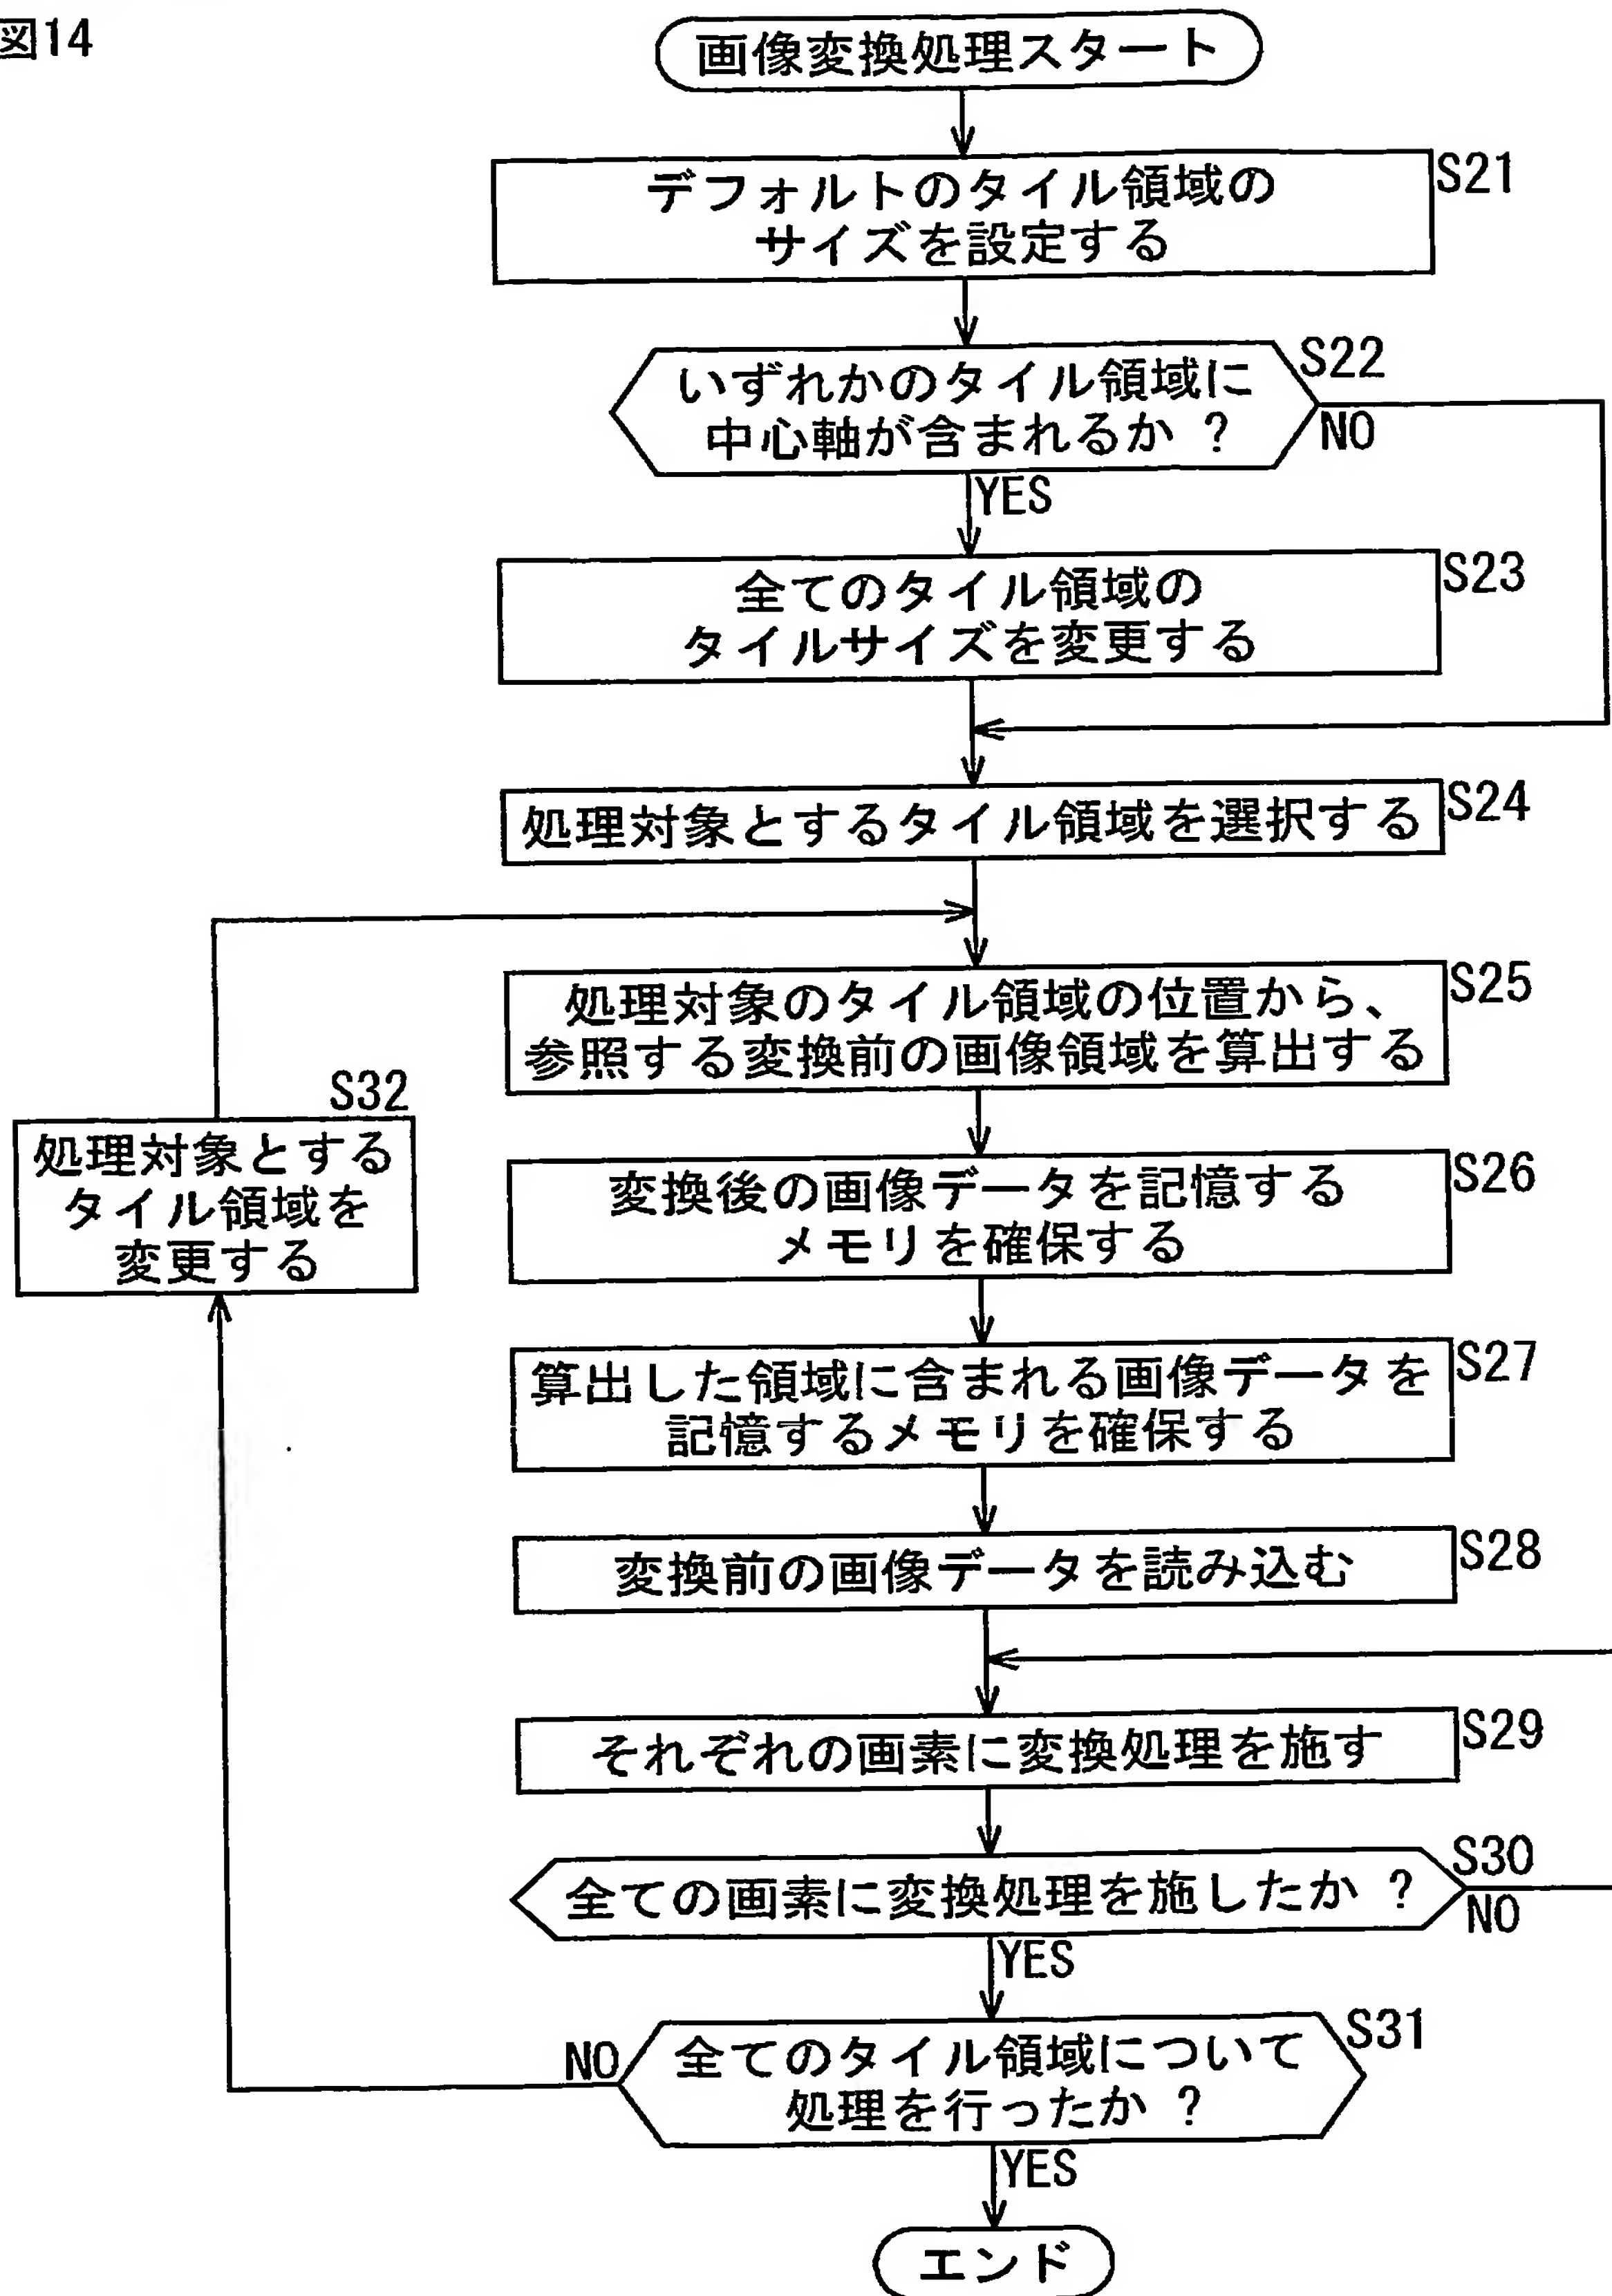 図14
画像変換処理スタート
S21
デフォルトのタイル領域の
サイズを設定する
S22
いずれかのタイル領域に
中心軸が含まれるか ?
NO
YES
S23
全てのタイル領域の
タイルサイズを変更する
S24
処理対象とするタイル領域を選択する
S25
処理対象のタイル領域の位置から、
参照する変換前の画像領域を算出する
S32
処理対象とする
タイル領域を
変更する
S26
変換後の画像データを記憶する
メモリを確保する
S27
算出した領域に含まれる画像データを
記憶するメモリを確保する
S28
変換前の画像データを読み込む
S29
それぞれの画素に変換処理を施す
S30
全ての画素に変換処理を施したか ?
NO
YES
S31
全てのタイル領域について
処理を行ったか ?
NO
YES
エンド